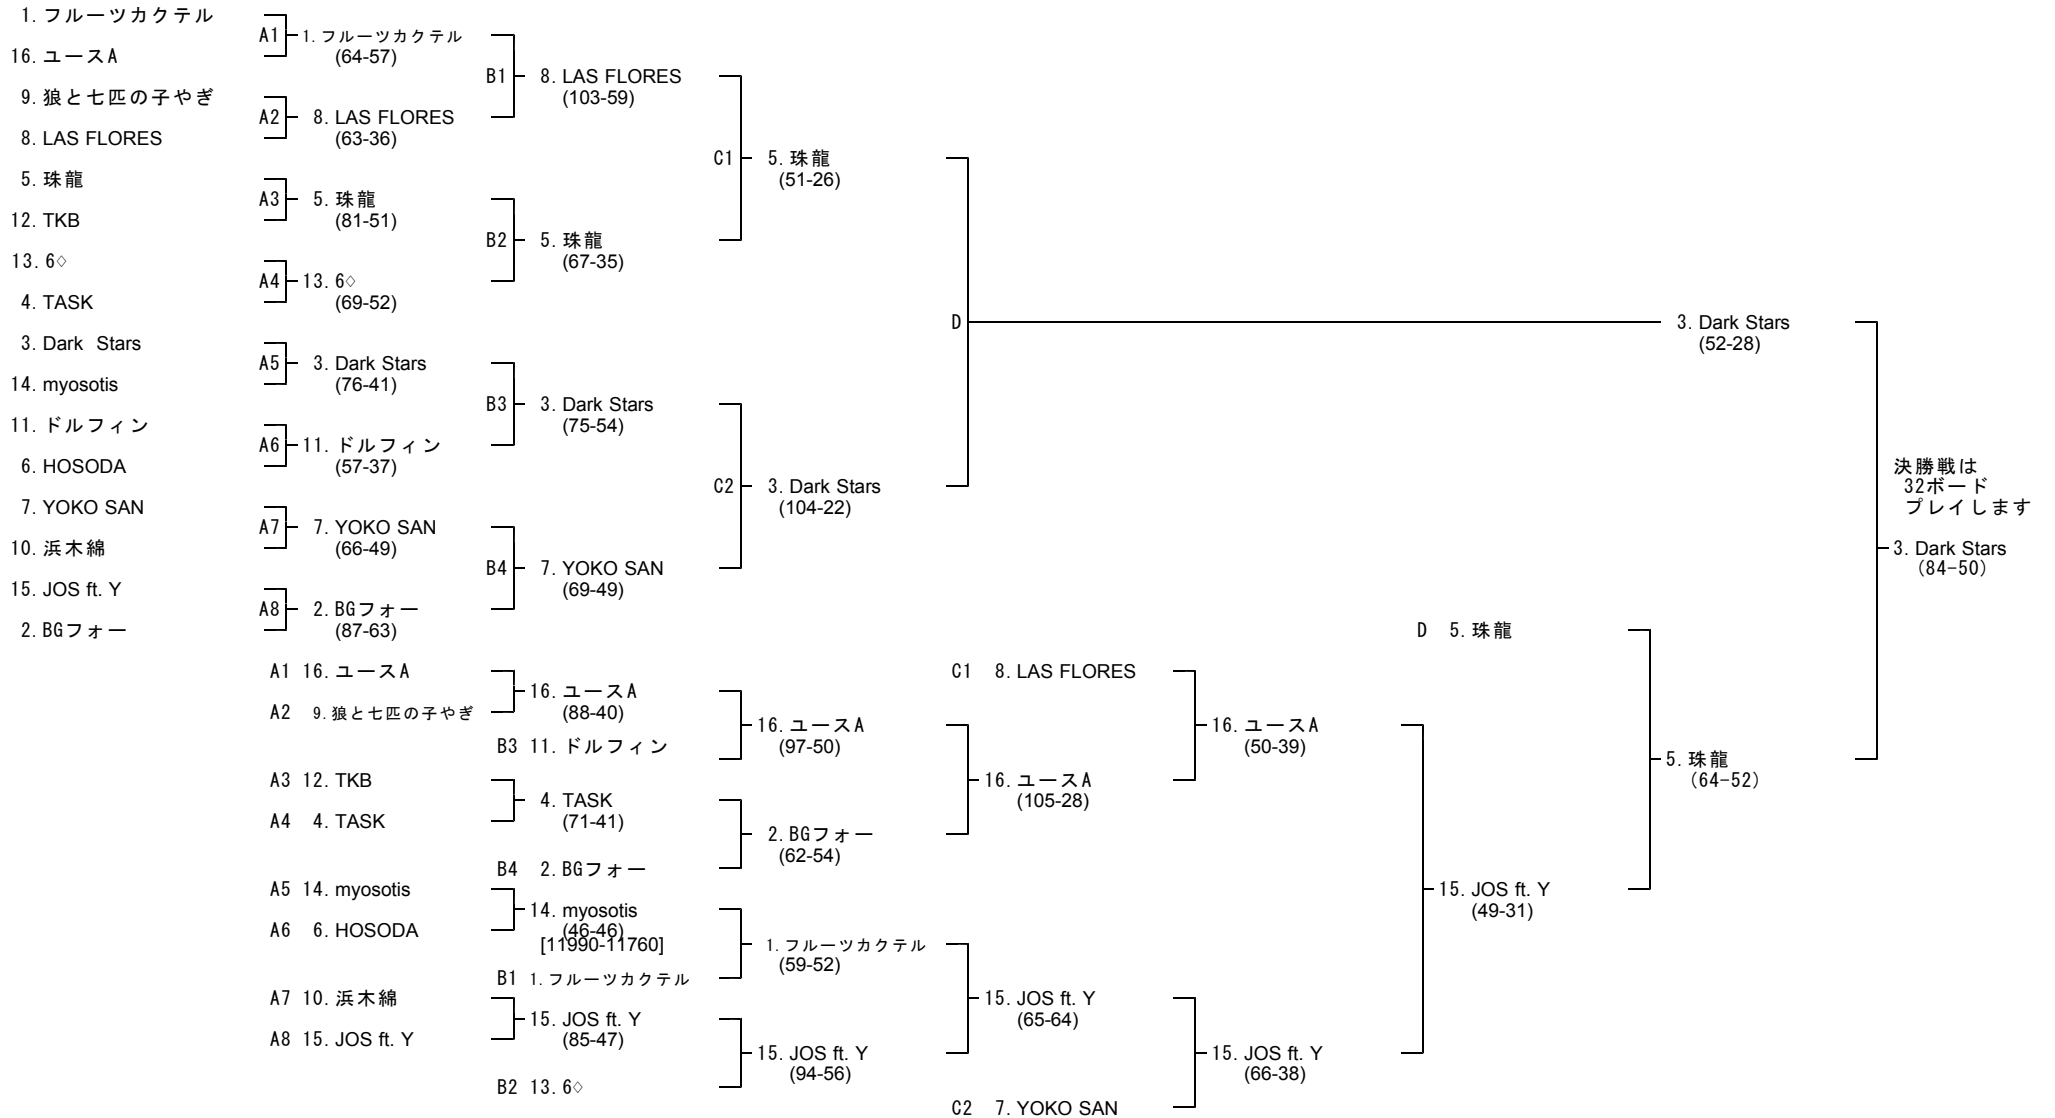 1. フルーツカクテル
16. ユースA
9. 狼と七匹の子やぎ
8. LAS FLORES
5. 珠龍
12. TKB
13. 6♢
4. TASK
3. Dark Stars
14. myosotis
11. ドルフィン
6. HOSODA
7. YOKO SAN
10. 浜木綿
15. JOS ft. Y
2. BGフォー
A1 1. フルーツカクテル
(64-57)
A2 8. LAS FLORES
(63-36)
A3 5. 珠龍
(81-51)
A4 13. 6♢
(69-52)
A5 3. Dark Stars
(76-41)
A6 11. ドルフィン
(57-37)
A7 7. YOKO SAN
(66-49)
A8 2. BGフォー
(87-63)
B1 8. LAS FLORES
(103-59)
B2 5. 珠龍
(67-35)
B3 3. Dark Stars
(75-54)
B4 7. YOKO SAN
(69-49)
C1 5. 珠龍
(51-26)
C2 3. Dark Stars
(104-22)
D 3. Dark Stars
(52-28)
決勝戦は
32ボード
プレイします
3. Dark Stars
(84-50)
A1 16. ユースA
A2 9. 狼と七匹の子やぎ
A3 12. TKB
A4 4. TASK
A5 14. myosotis
A6 6. HOSODA
A7 10. 浜木綿
A8 15. JOS ft. Y
16. ユースA
(88-40)
B3 11. ドルフィン
4. TASK
(71-41)
B4 2. BGフォー
14. myosotis
(46-46)
[11990-11760]
B1 1. フルーツカクテル
15. JOS ft. Y
(85-47)
B2 13. 6♢
16. ユースA
(97-50)
2. BGフォー
(62-54)
1. フルーツカクテル
(59-52)
15. JOS ft. Y
(94-56)
C1 8. LAS FLORES
16. ユースA
(105-28)
15. JOS ft. Y
(65-64)
C2 7. YOKO SAN
16. ユースA
(50-39)
15. JOS ft. Y
(66-38)
D 5. 珠龍
15. JOS ft. Y
(49-31)
5. 珠龍
(64-52)